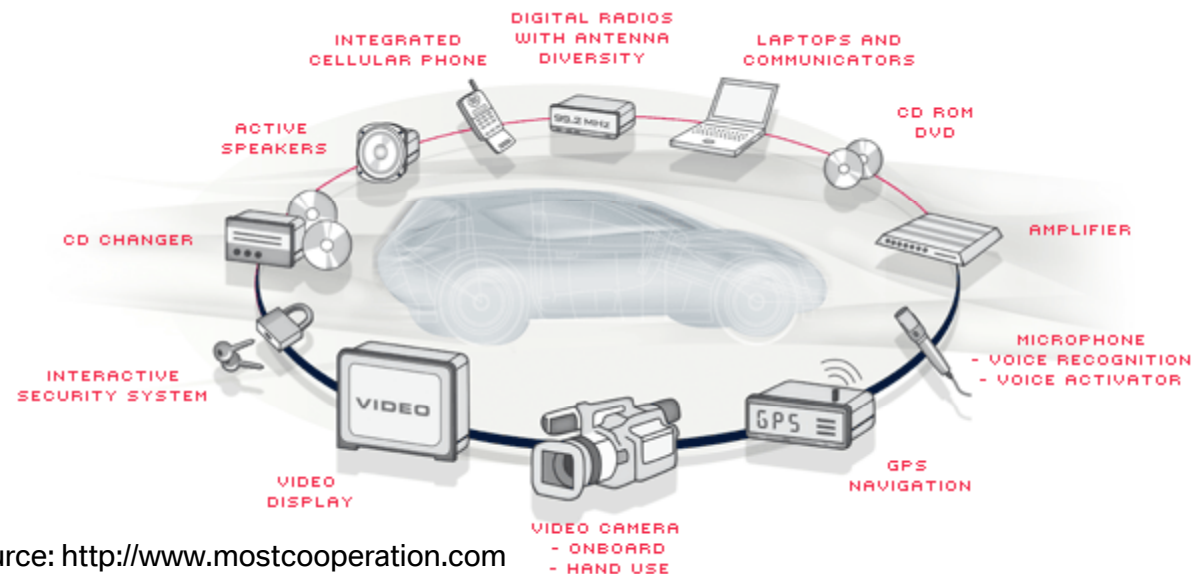 DIGITAL RADIOS
WITH ANTENNA
DIVERSITY
INTEGRATED
CELLULAR PHONE
LAPTOPS AND
COMMUNICATORS
CD ROM
DVD
ACTIVE
SPEAKERS
99.2 MHz
CD CHANGER
AMPLIFIER
MICROPHONE
- VOICE RECOGNITION
- VOICE ACTIVATOR
INTERACTIVE
SECURITY SYSTEM
VIDEO
GPS
GPS
NAVIGATION
VIDEO
DISPLAY
VIDEO CAMERA
- ONBOARD
- HAND USE
urce: http://www.mostcooperation.com